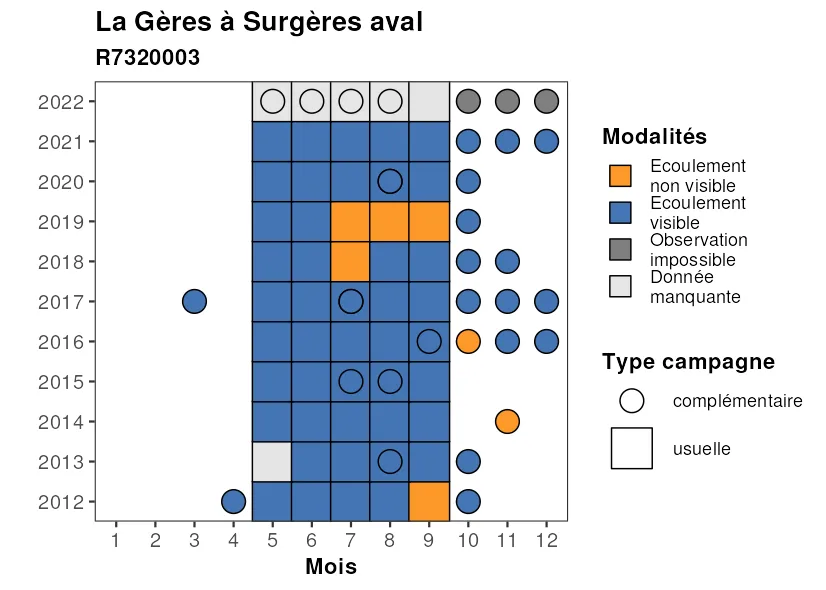 La Gères à Surgères aval
R7320003
2022
2021
2020
2019
2018
2017
2016
2015
2014
2013
2012
1 2 3 4 5 6 7 8 9 10 11 12
Mois
Modalités
Ecoulement
non visible
Ecoulement
visible
Observation
impossible
Donnée
manquante
Type campagne
complémentaire
usuelle